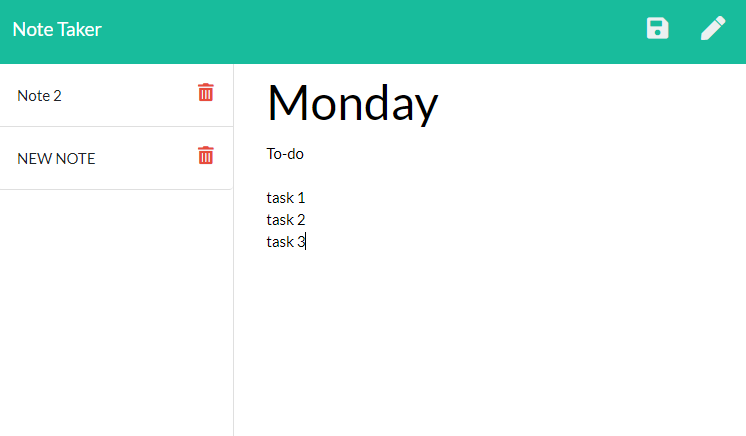 Note Taker
Note 2
NEW NOTE
Monday
To-do
task 1
task 2
task 3